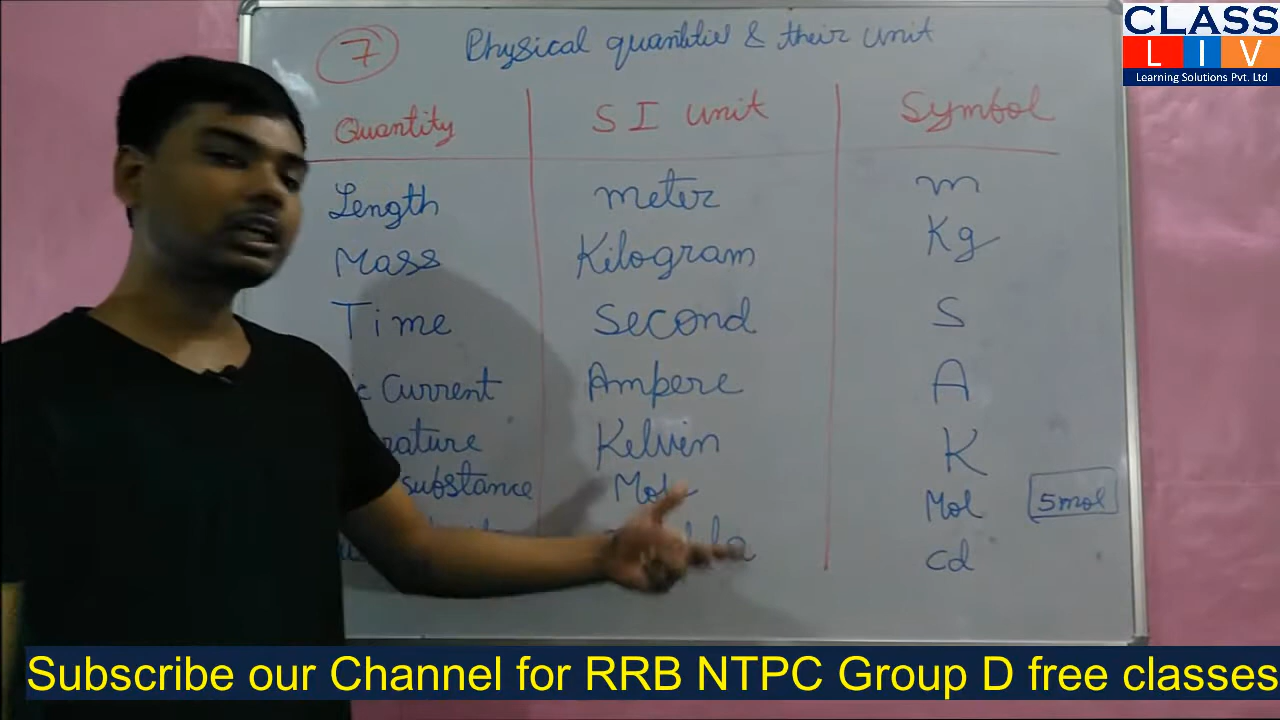 CLASS
L I V
Learning Solutions Pvt. Ltd
7 Physical quantities & their unit
Quantity SI unit Symbol
Length meter m
Mass Kilogram Kg
Time Second S
c Current Ampere A
rature Kelvin K
substance Mol 5mol
cd
Subscribe our Channel for RRB NTPC Group D free classes